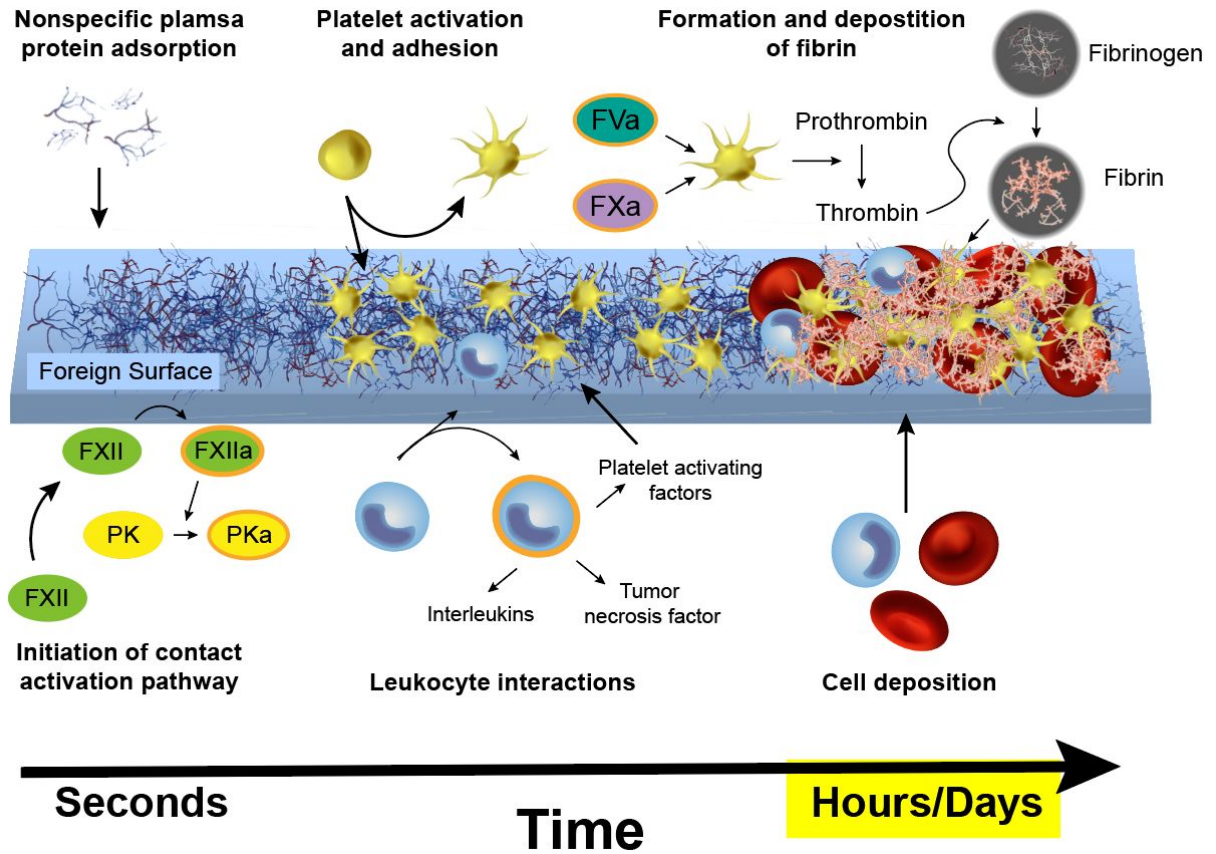 Nonspecific plamsa
protein adsorption
Platelet activation
and adhesion
Formation and depostition
of fibrin
Fibrinogen
FVa
FXa
Prothrombin
Thrombin
Fibrin
Foreign Surface
FXII
FXIIa
PK
PKa
FXII
Initiation of contact
activation pathway
Platelet activating
factors
Interleukins
Tumor
necrosis factor
Leukocyte interactions
Cell deposition
Seconds
Time
Hours/Days